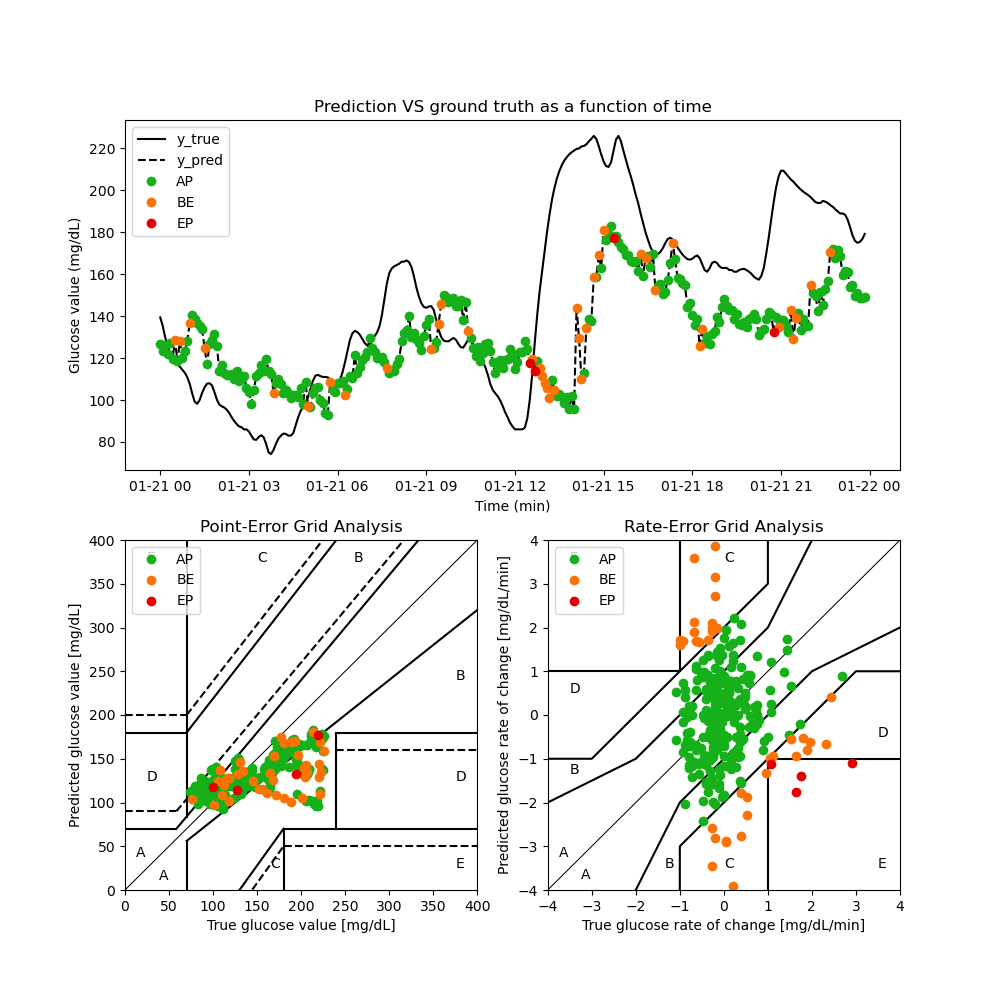 Prediction VS ground truth as a function of time
Glucose value (mg/dL)
220
200
180
160
140
120
100
80
y_true
y_pred
AP
BE
EP
01-21 00 01-21 03 01-21 06 01-21 09 01-21 12 01-21 15 01-21 18 01-21 21 01-22 00
Time (min)
Point-Error Grid Analysis
Predicted glucose value [mg/dL]
400
350
300
250
200
150
100
50
0
AP
BE
EP
C
B
B
D
D
A
A
C
E
0 50 100 150 200 250 300 350 400
True glucose value [mg/dL]
Rate-Error Grid Analysis
Predicted glucose rate of change [mg/dL/min]
4
3
2
1
0
−1
−2
−3
−4
AP
BE
EP
C
D
D
B
A
A
B
C
E
−4 −3 −2 −1 0 1 2 3 4
True glucose rate of change [mg/dL/min]